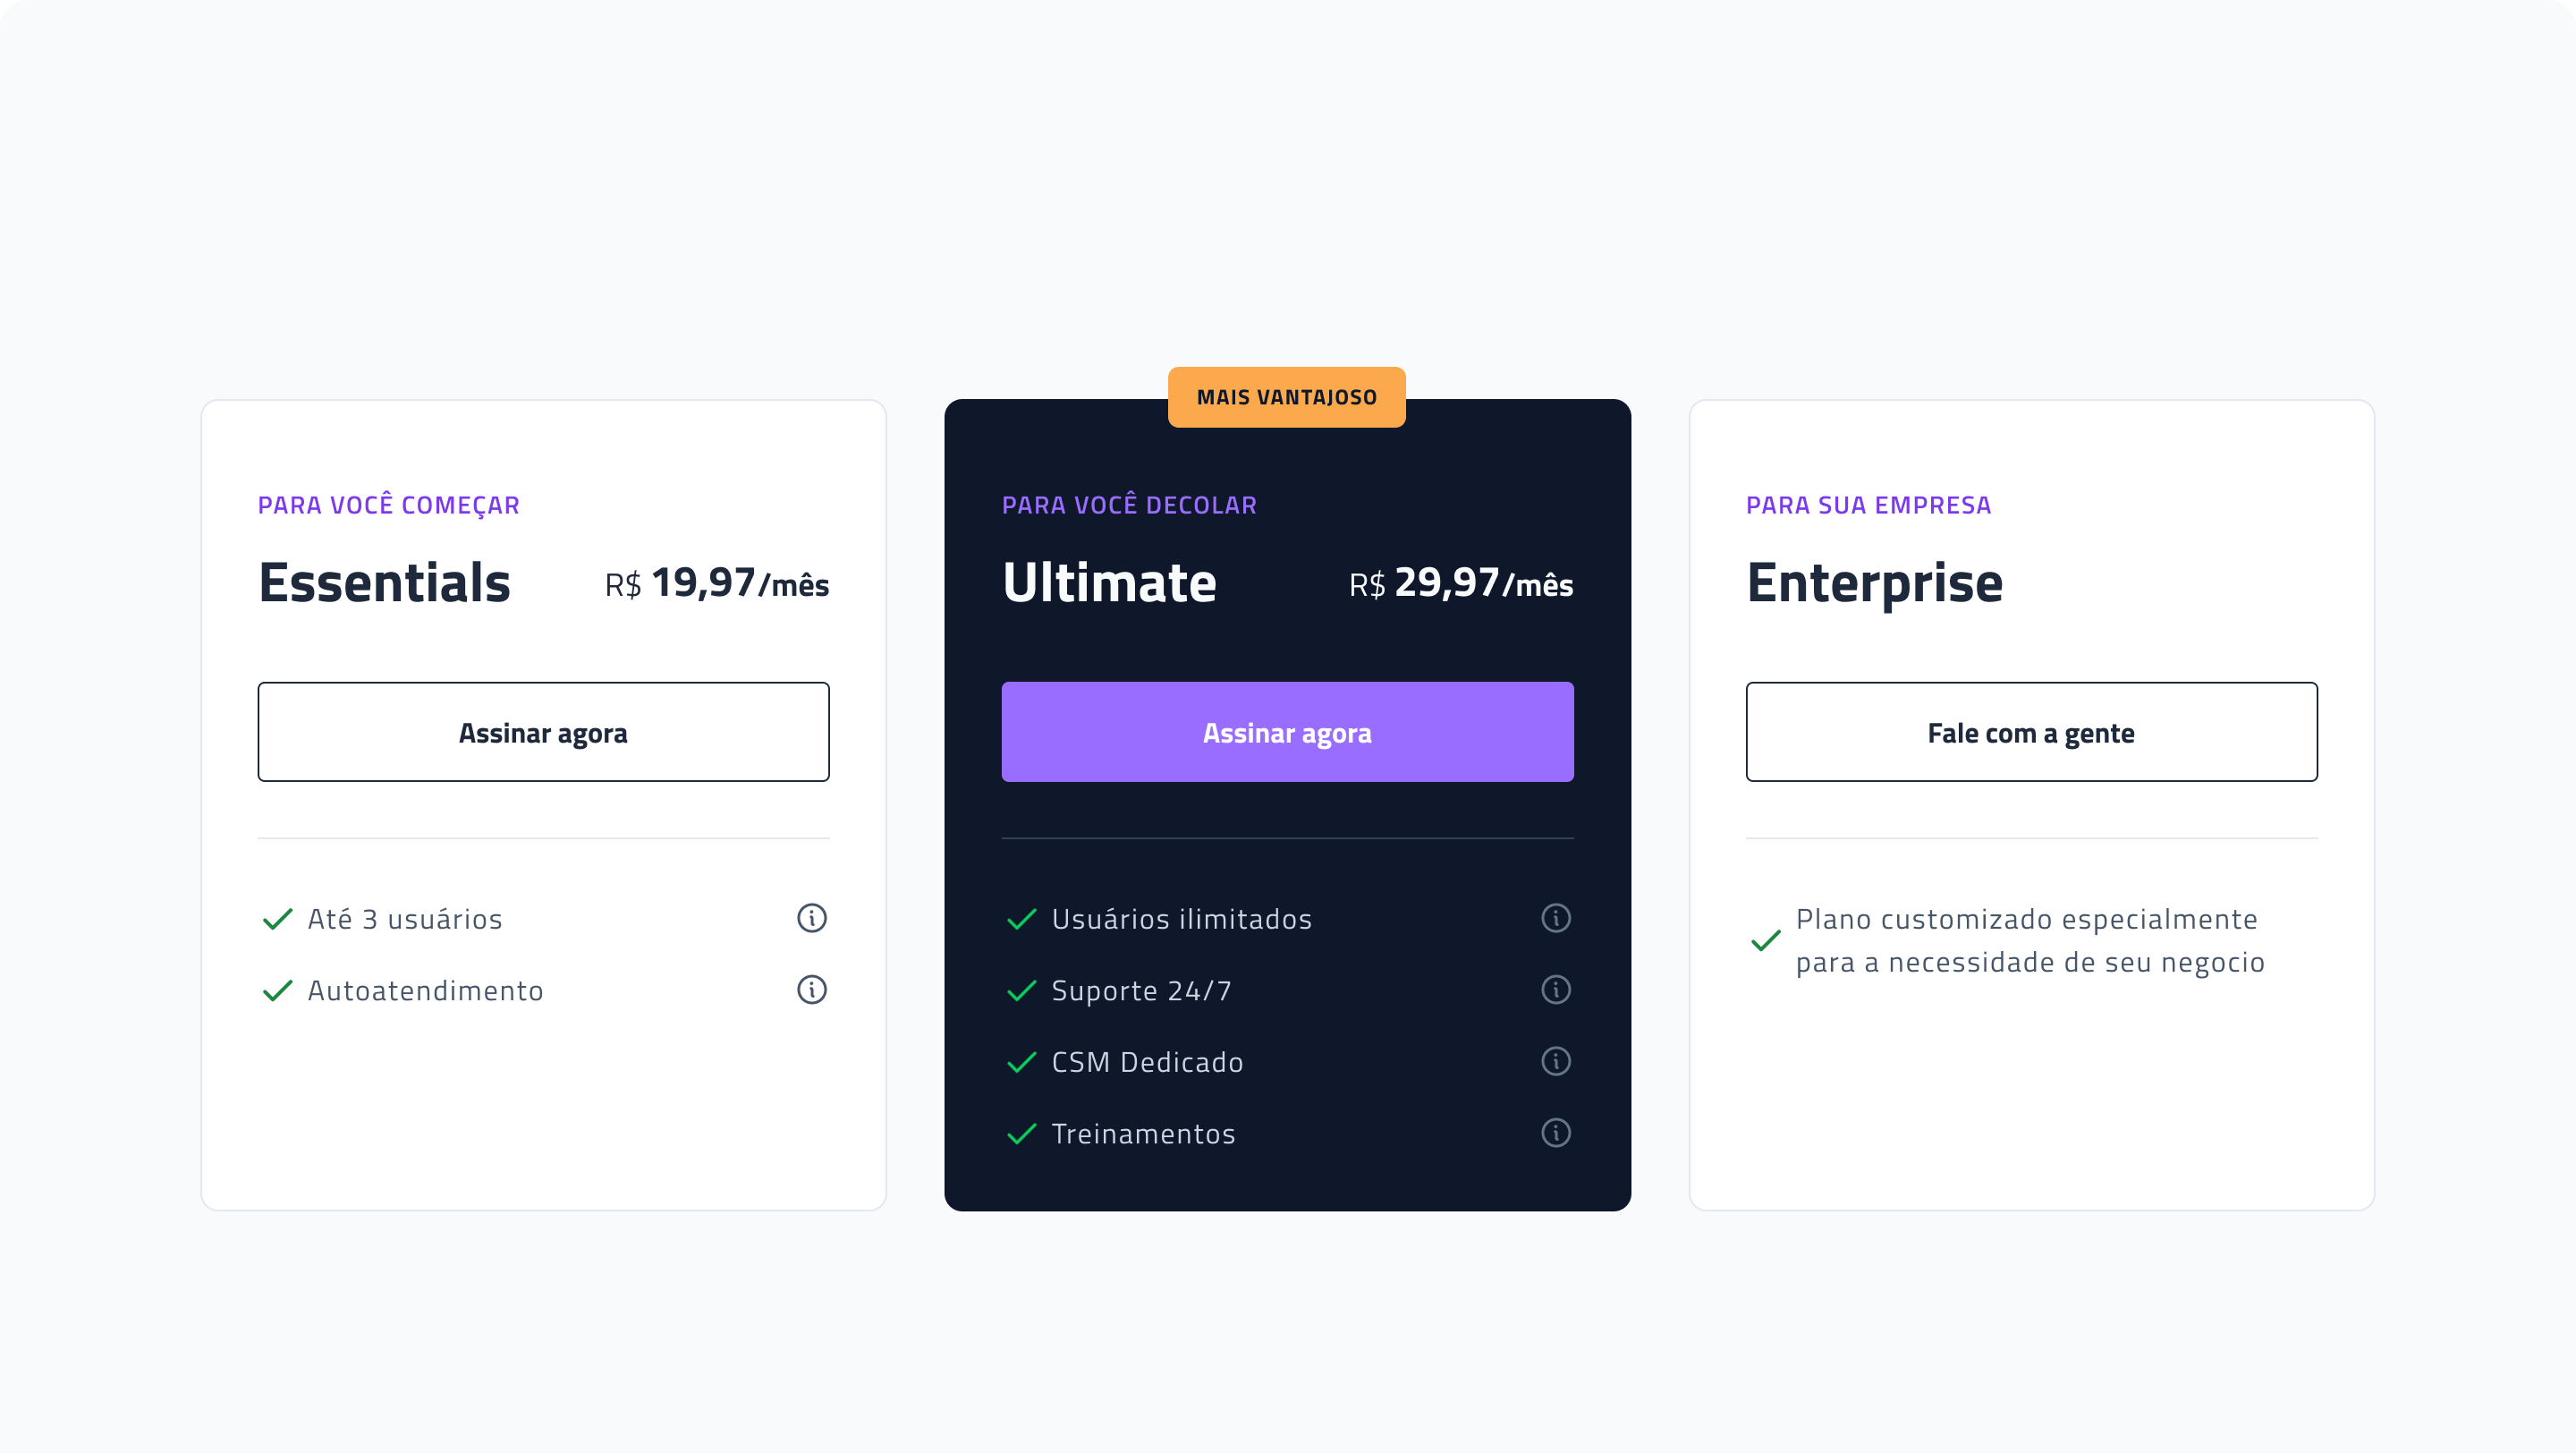 PARA VOCÊ COMEÇAR
Essentials
R$ 19,97/mês
Assinar agora
Até 3 usuários
Autoatendimento
MAIS VANTAJOSO
PARA VOCÊ DECOLAR
Ultimate
R$ 29,97/mês
Assinar agora
Usuários ilimitados
Suporte 24/7
CSM Dedicado
Treinamentos
PARA SUA EMPRESA
Enterprise
Fale com a gente
Plano customizado especialmente
para a necessidade de seu negocio